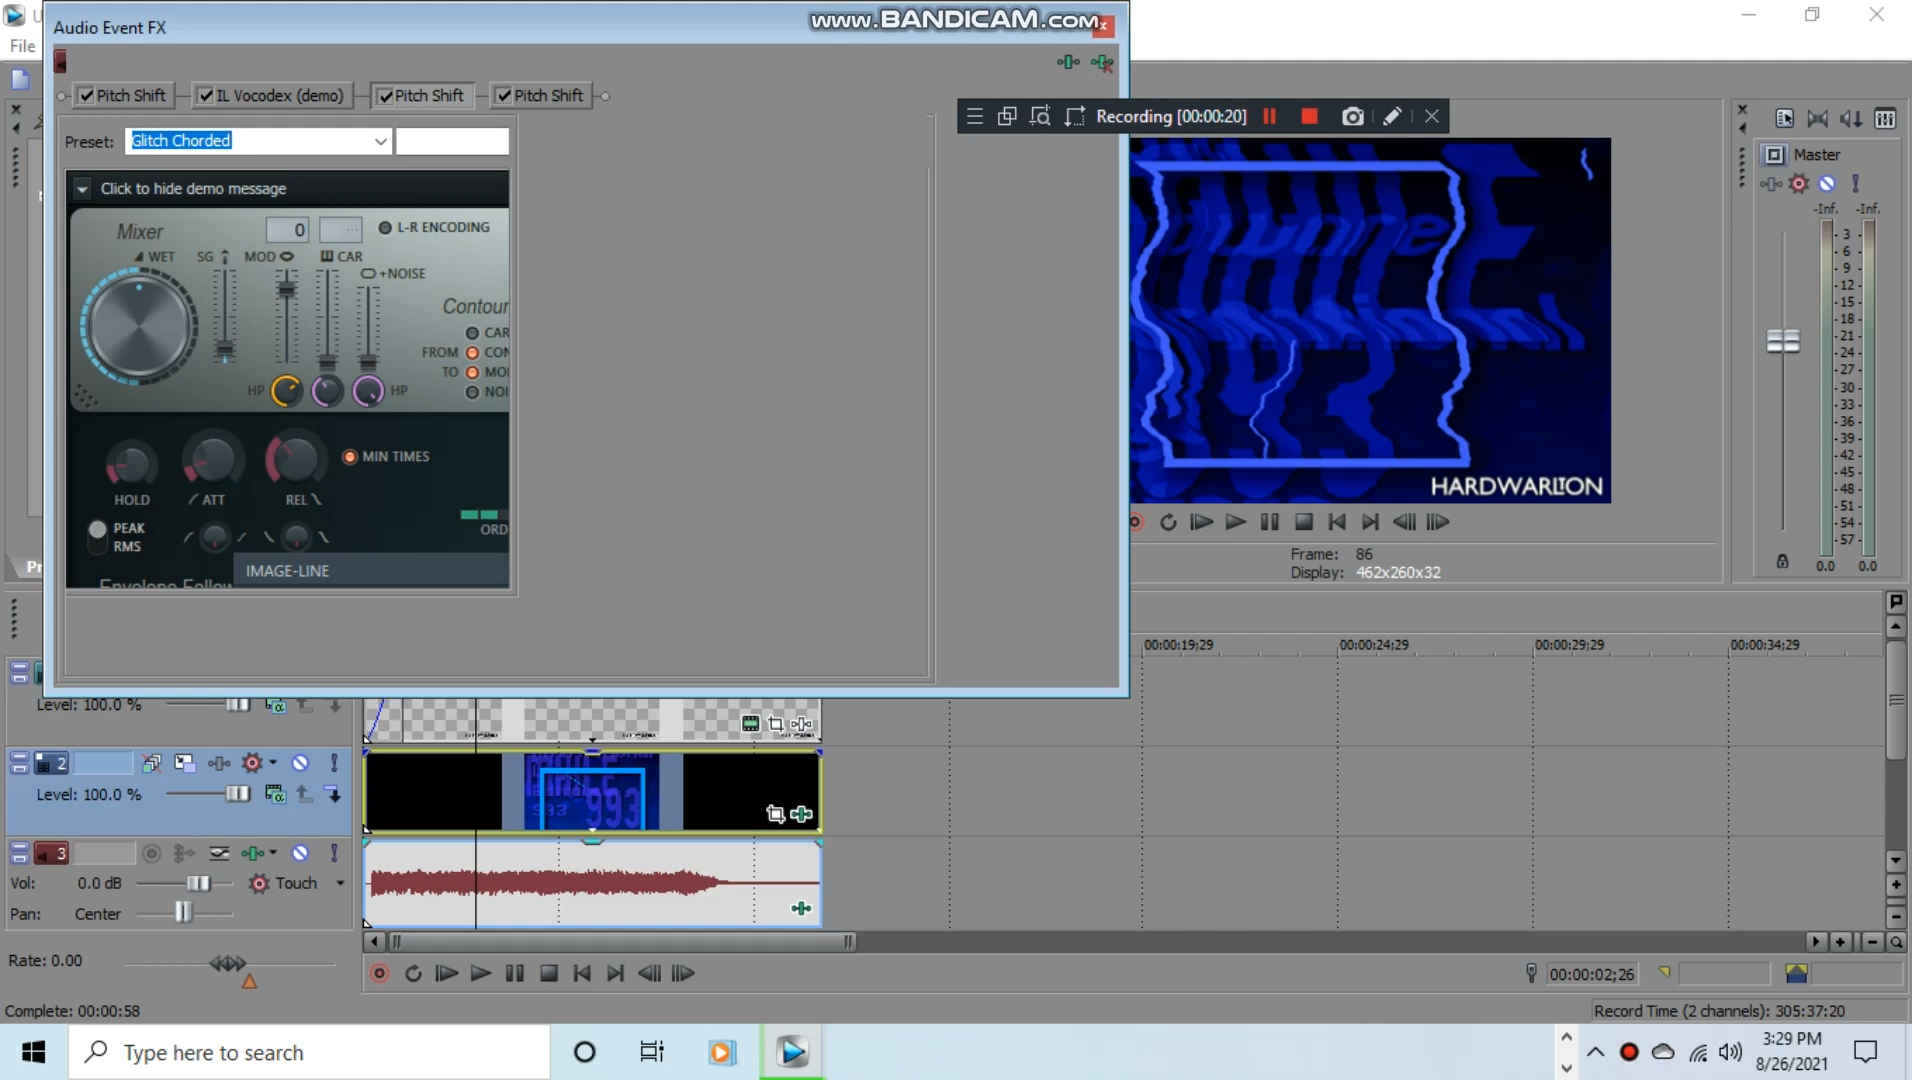 Audio Event FX
www.BANDICAM.com
File
Pitch Shift
IL Vocodex (demo)
Pitch Shift
Pitch Shift
Recording [00:00:20]
Preset:
Glitch Chorded
Click to hide demo message
Mixer
0
L-R ENCODING
WET
SG
MOD
CAR
+NOISE
Contour
CAR
FROM
CON
TO
MO
NOI
HP
HP
MIN TIMES
HOLD
ATT
REL
PEAK
RMS
ORD
IMAGE-LINE
Envelope Follow
HARDWARLTON
Frame: 86
Display: 462x260x32
Master
-Inf.
-Inf.
- 3 -
- 6 -
- 9 -
- 12 -
- 15 -
- 18 -
- 21 -
- 24 -
- 27 -
- 30 -
- 33 -
- 36 -
- 39 -
- 42 -
- 45 -
- 48 -
- 51 -
- 54 -
- 57 -
0.0
0.0
Pr
00:00:19;29
00:00:24;29
00:00:29;29
00:00:34;29
Level: 100.0 %
2
Level: 100.0 %
993
3
Vol:
0.0 dB
Touch
Pan:
Center
Rate: 0.00
00:00:02;26
Complete: 00:00:58
Record Time (2 channels): 305:37:20
Type here to search
3:29 PM
8/26/2021